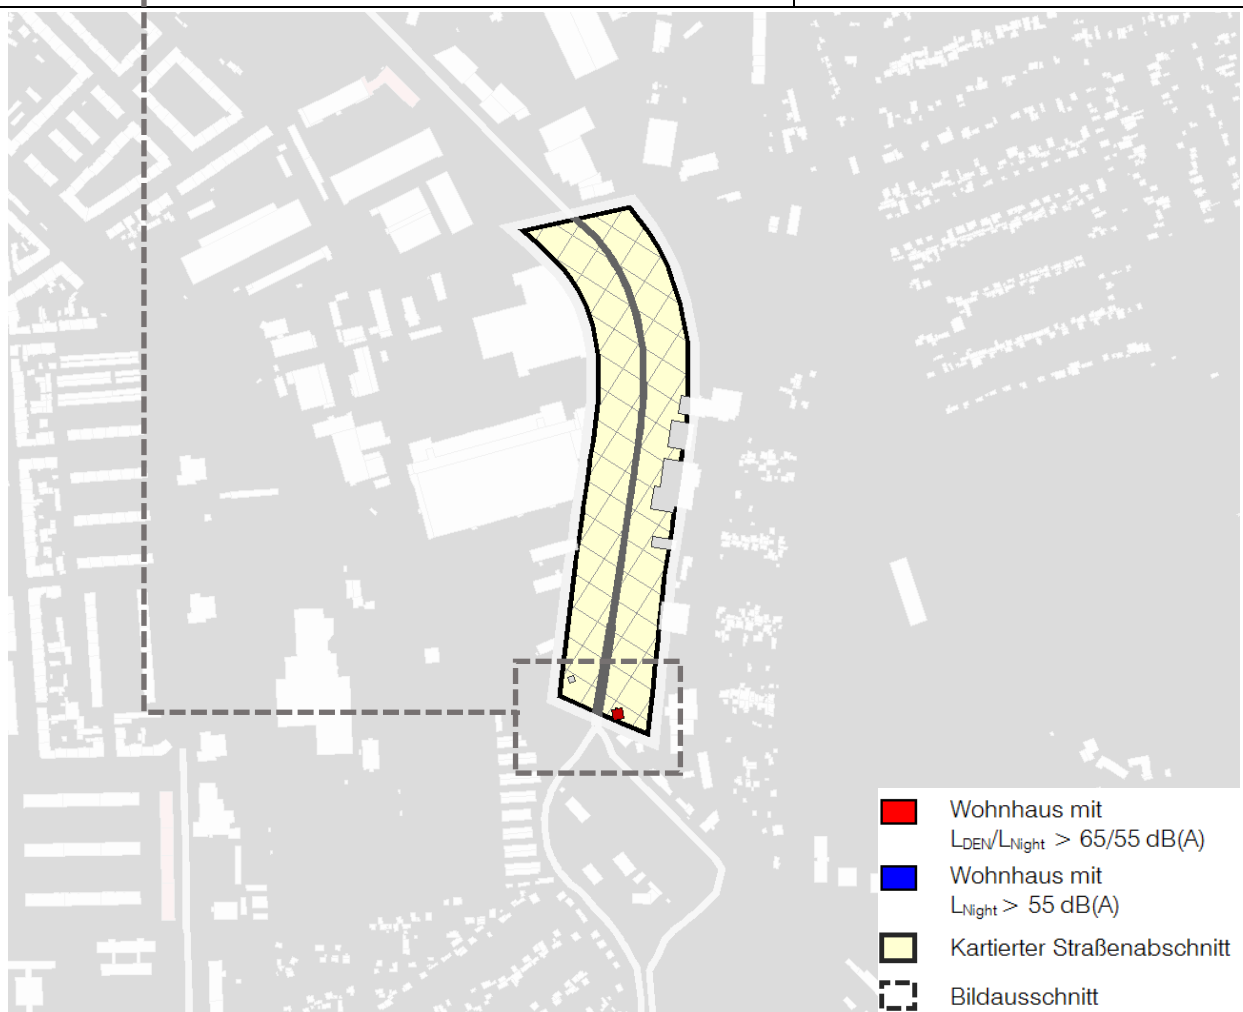 Wohnhaus mit
LDEN/LNight > 65/55 dB(A)
Wohnhaus mit
LNight > 55 dB(A)
Kartierter Straßenabschnitt
Bildausschnitt